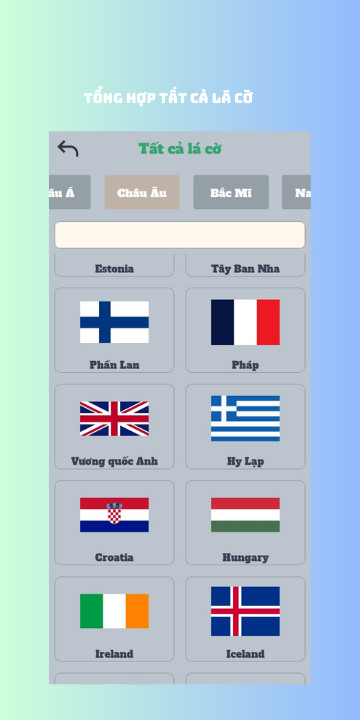 TỔNG HỢP TẤT CẢ LÁ CỜ
Tất cả lá cờ
âu Á
Châu Âu
Bắc Mĩ
Na
Estonia
Tây Ban Nha
Phần Lan
Pháp
Vương quốc Anh
Hy Lạp
Croatia
Hungary
Ireland
Iceland